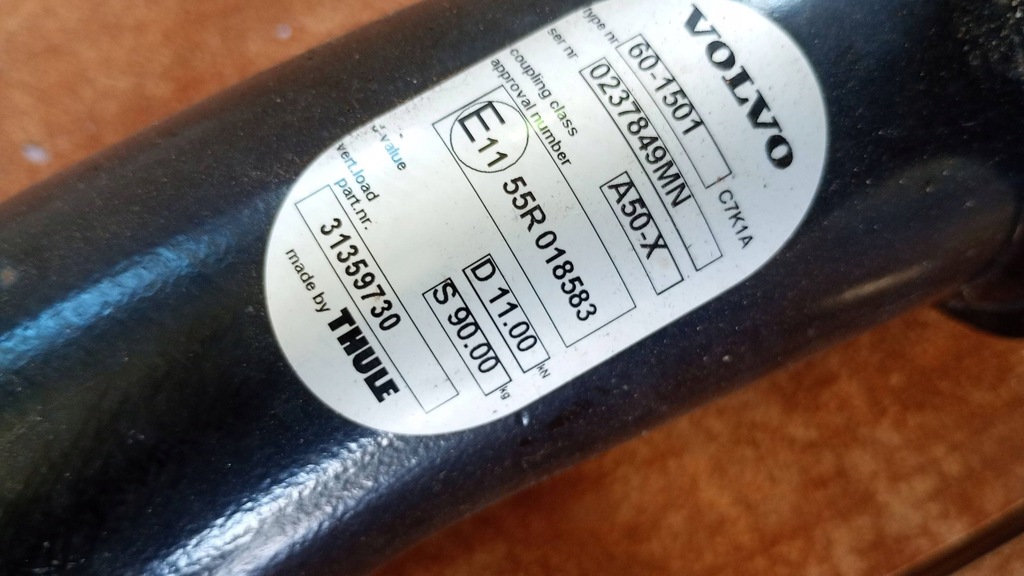 VOLVO
type nr 60-1501 C7K1A
ser nr 0237849MN
coupling class A50-X
approval number
E11 55R 018583
D-value D 11.00 kN
vert.load S 90.00 kg
part.nr. 31359730
made by THULE